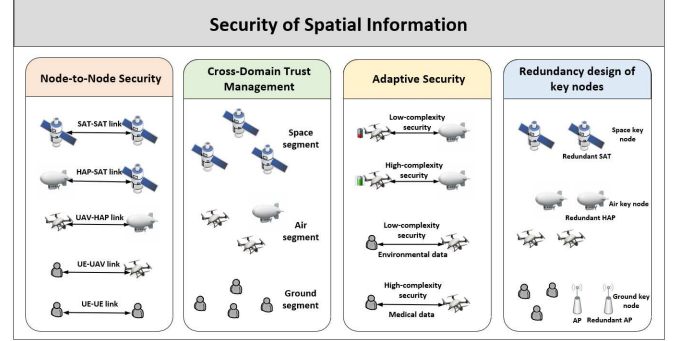 Security of Spatial Information
Node-to-Node Security
SAT-SAT link
HAP-SAT link
UAV-HAP link
UE-UAV link
UE-UE link
Cross-Domain Trust
Management
Space
segment
Air
segment
Ground
segment
Adaptive Security
Low-complexity
security
High-complexity
security
Low-complexity
security
Environmental data
High-complexity
security
Medical data
Redundancy design of
key nodes
Space key
node
Redundant SAT
Air key node
Redundant HAP
Ground key
node
AP Redundant AP